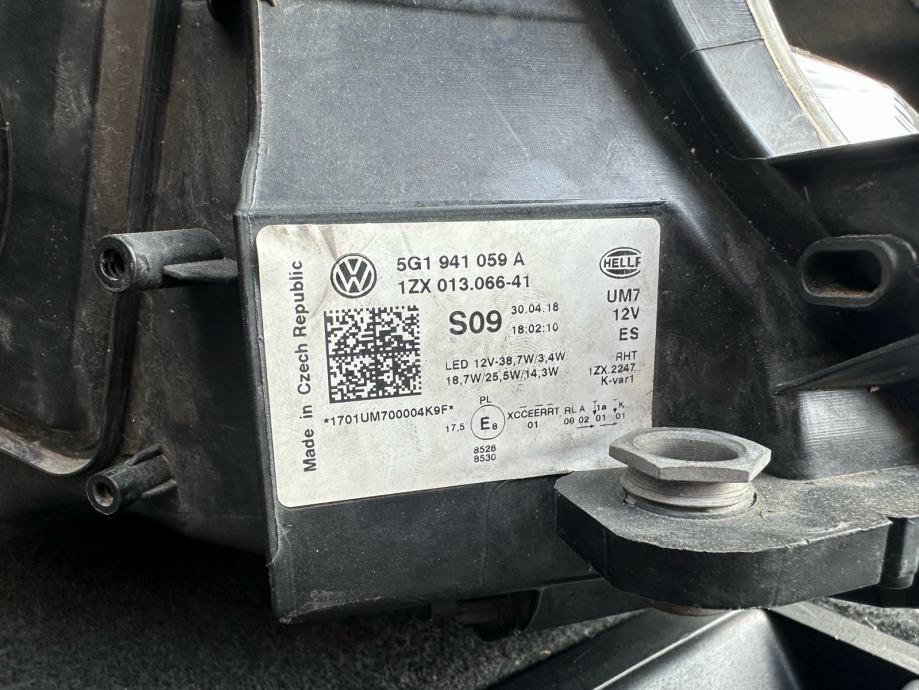 Made in Czech Republic
VW
5G1 941 059 A
1ZX 013.066-41
HELLA
S09
30.04.18
18:02:10
UM7
12V
ES
LED 12V-38,7W/3,4W
18,7W/25,5W/14,3W
RHT
1ZX.2247
K-var1
*1701UM700004K9F*
PL
17,5 E8 XCCEERRT RL A 1a K
01 00 02 01 01
8528
8530